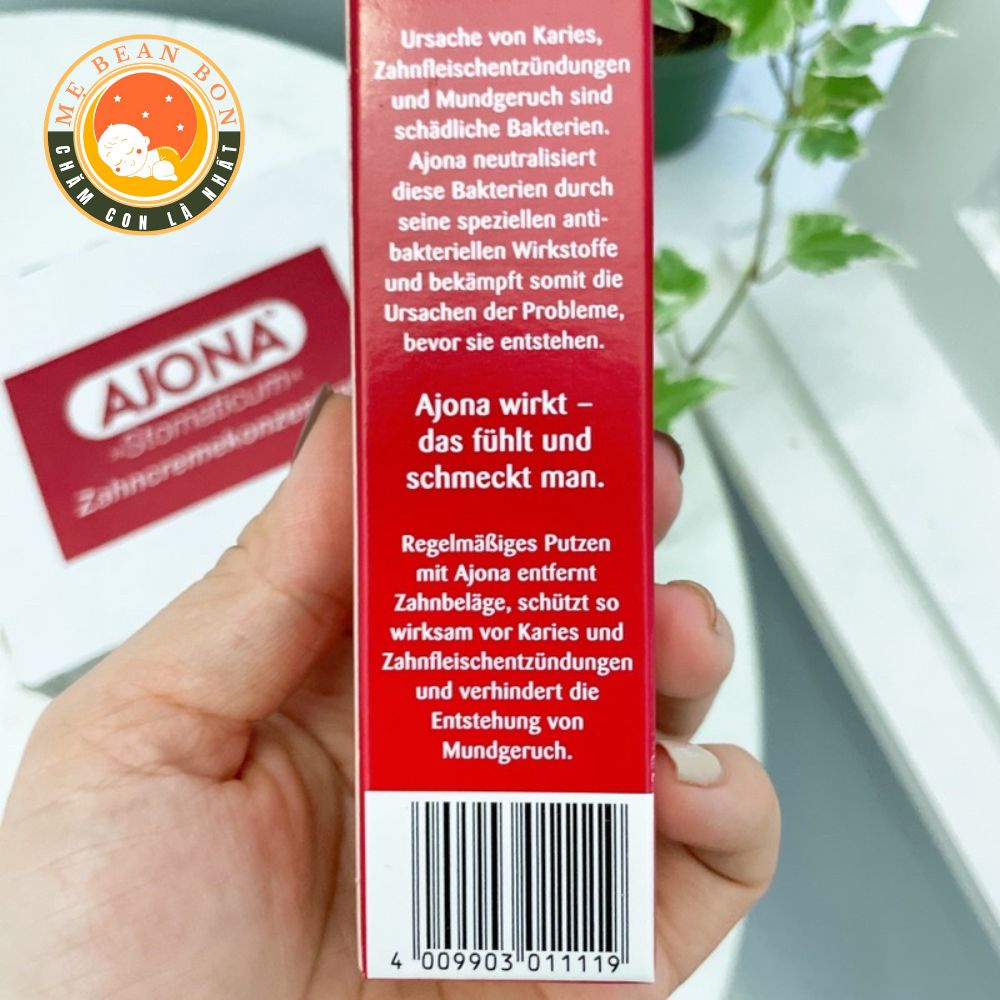 MẸ BEAN BON
CHĂM CON LÀ NHẤT
AJONA
Stomaticum
Ursache von Karies,
Zahnfleischentzündungen
und Mundgeruch sind
schädliche Bakterien.
Ajona neutralisiert
diese Bakterien durch
seine speziellen anti-
bakteriellen Wirkstoffe
und bekämpft somit die
Ursachen der Probleme,
bevor sie entstehen.
Ajona wirkt –
das fühlt und
schmeckt man.
Regelmäßiges Putzen
mit Ajona entfernt
Zahnbeläge, schützt so
wirksam vor Karies und
Zahnfleischentzündungen
und verhindert die
Entstehung von
Mundgeruch.
4 009903 011119